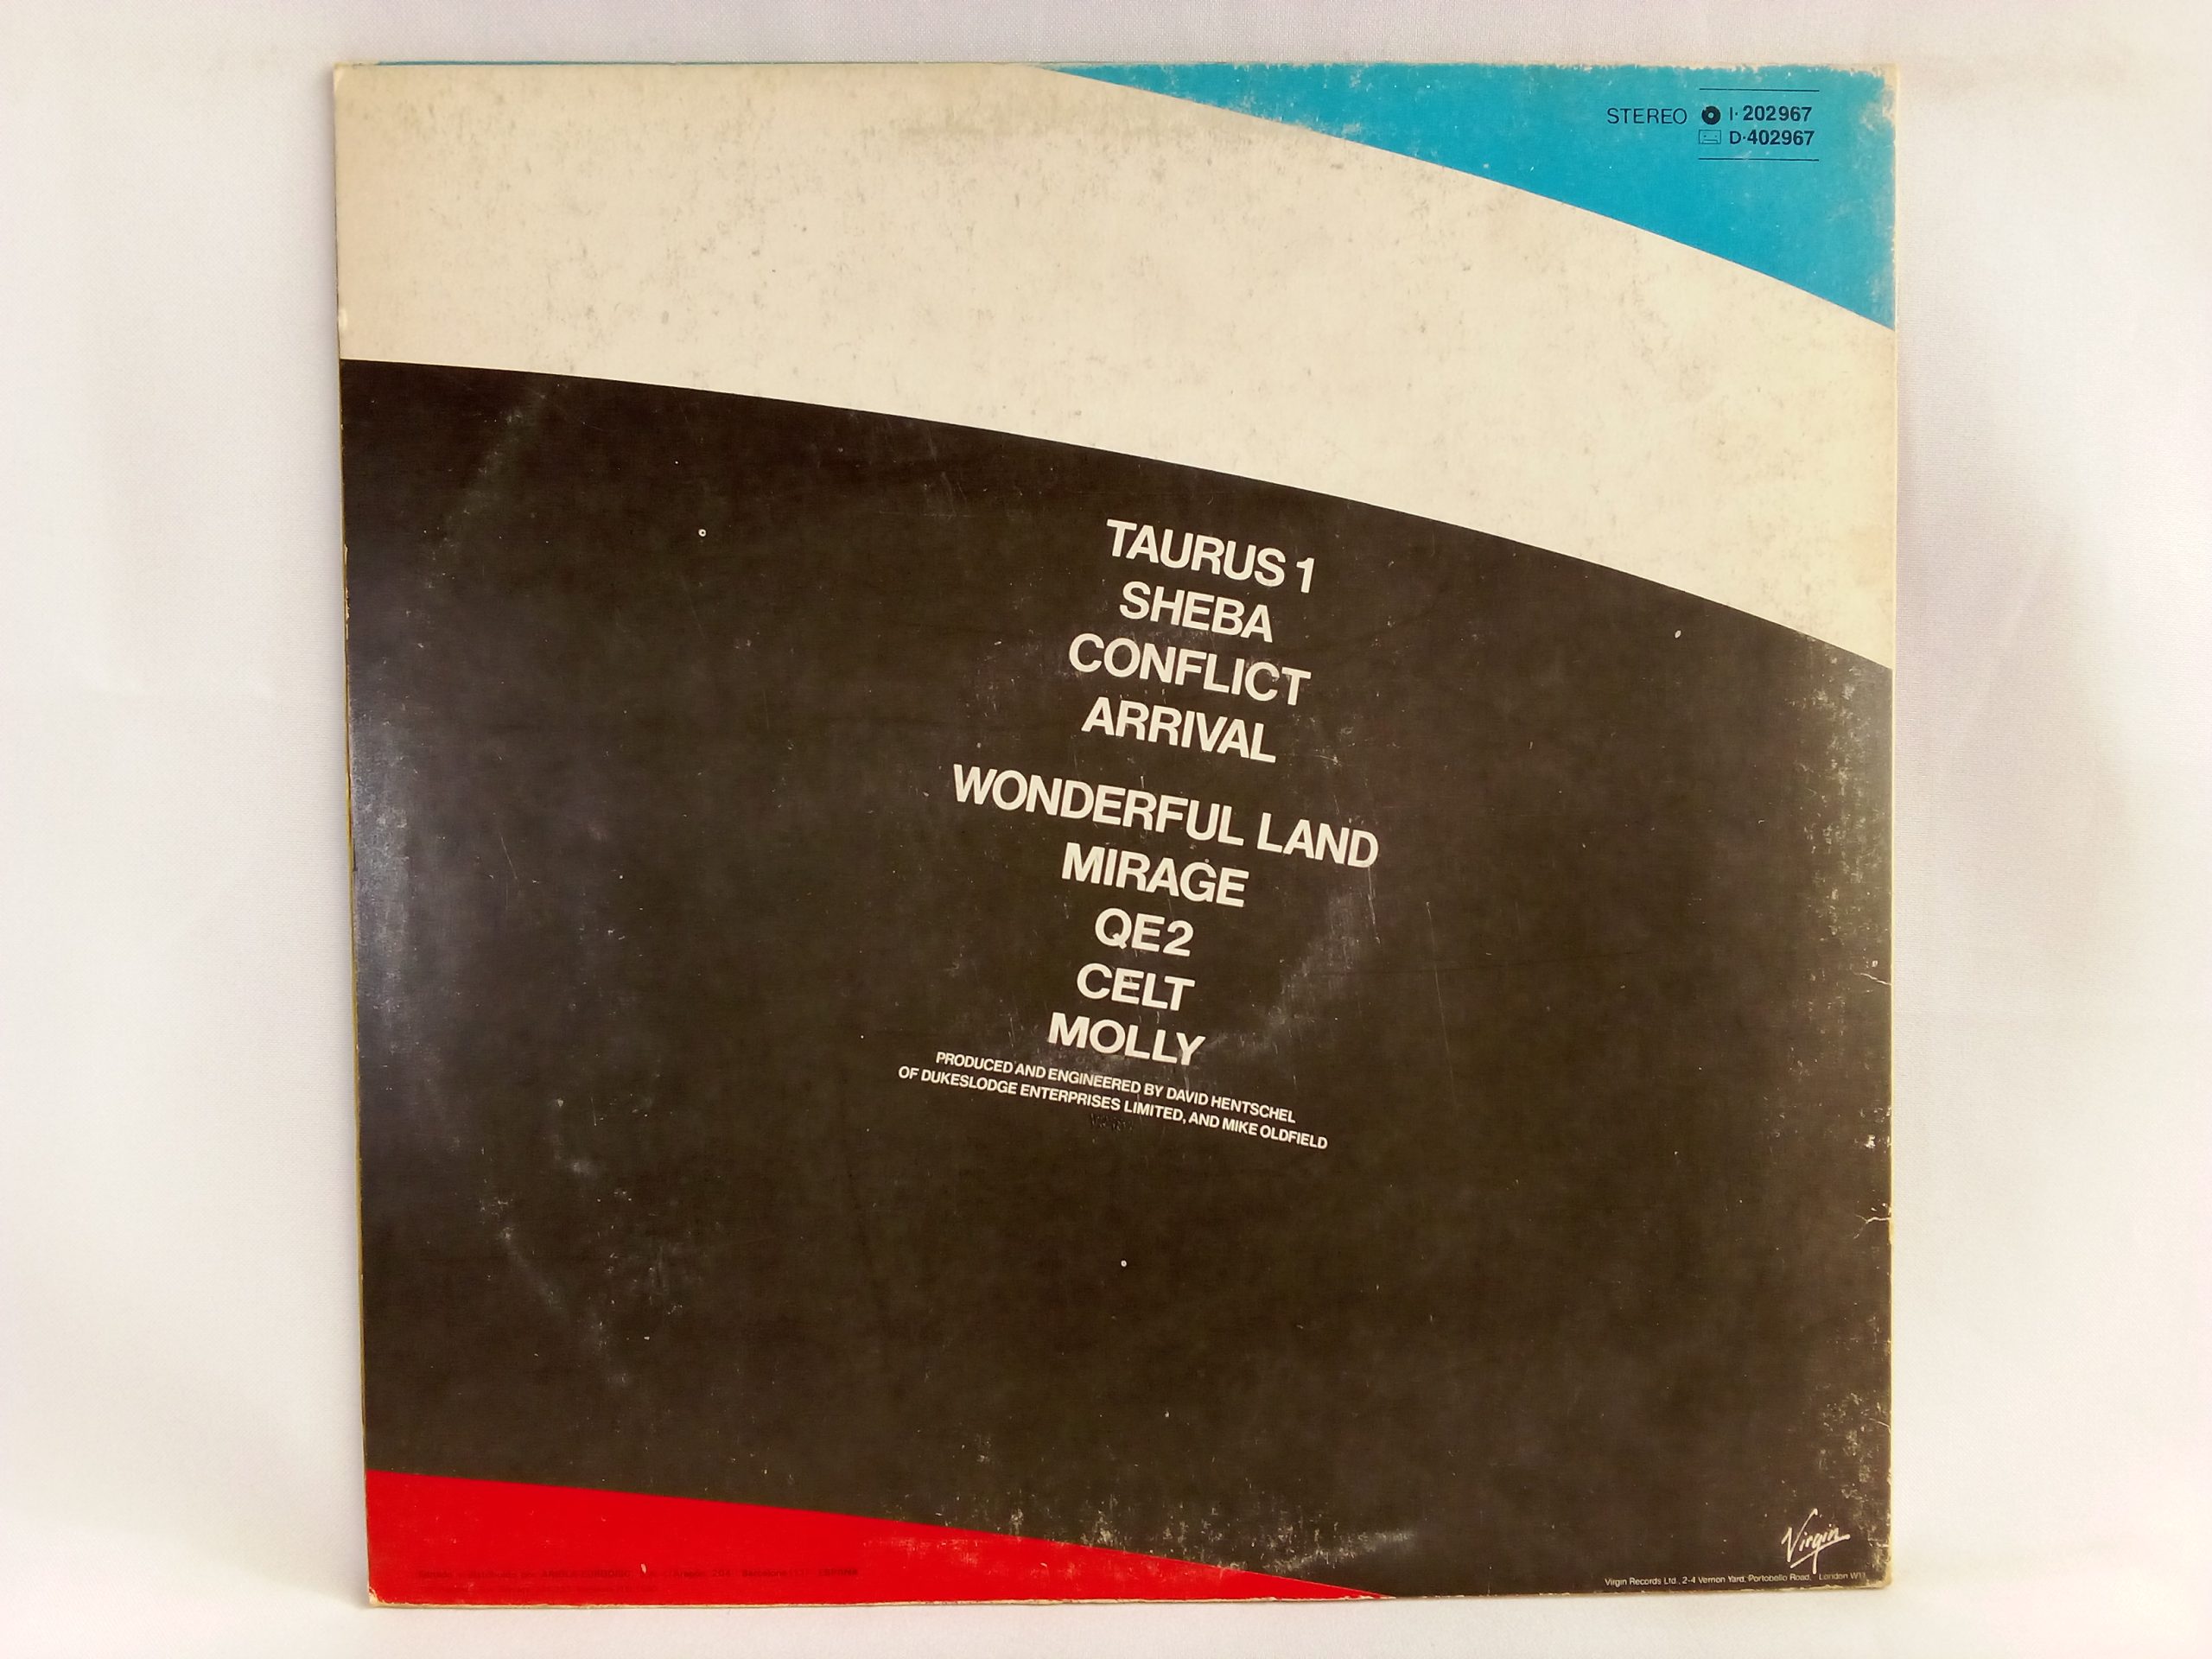 STEREO I·202967
D·402967
TAURUS 1
SHEBA
CONFLICT
ARRIVAL
WONDERFUL LAND
MIRAGE
QE2
CELT
MOLLY
PRODUCED AND ENGINEERED BY DAVID HENTSCHEL
OF DUKESLODGE ENTERPRISES LIMITED, AND MIKE OLDFIELD
Virgin
Virgin Records Ltd., 2-4 Vernon Yard, Portobello Road, London W11